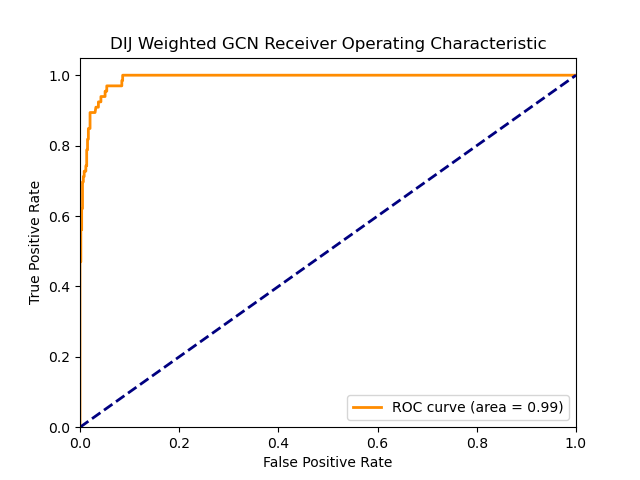 DIJ Weighted GCN Receiver Operating Characteristic
1.0
0.8
0.6
0.4
0.2
0.0
True Positive Rate
ROC curve (area = 0.99)
0.0 0.2 0.4 0.6 0.8 1.0
False Positive Rate